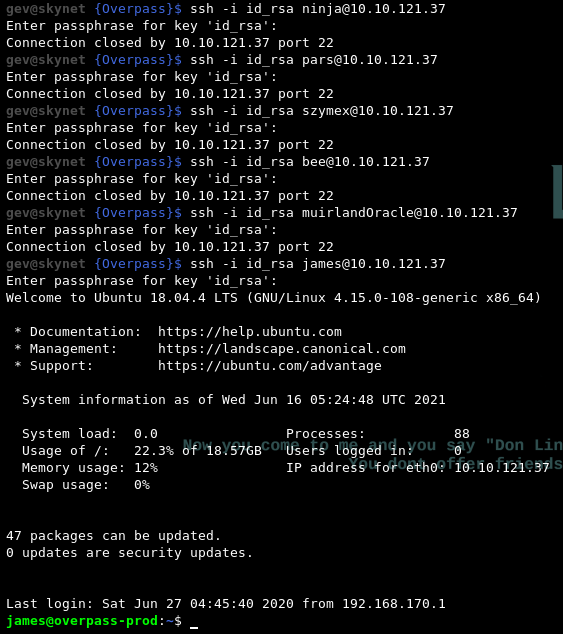 gev@skynet {Overpass}$ ssh -i id_rsa ninja@10.10.121.37
Enter passphrase for key 'id_rsa':
Connection closed by 10.10.121.37 port 22
gev@skynet {Overpass}$ ssh -i id_rsa pars@10.10.121.37
Enter passphrase for key 'id_rsa':
Connection closed by 10.10.121.37 port 22
gev@skynet {Overpass}$ ssh -i id_rsa szymex@10.10.121.37
Enter passphrase for key 'id_rsa':
Connection closed by 10.10.121.37 port 22
gev@skynet {Overpass}$ ssh -i id_rsa bee@10.10.121.37
Enter passphrase for key 'id_rsa':
Connection closed by 10.10.121.37 port 22
gev@skynet {Overpass}$ ssh -i id_rsa muirlandOracle@10.10.121.37
Enter passphrase for key 'id_rsa':
Connection closed by 10.10.121.37 port 22
gev@skynet {Overpass}$ ssh -i id_rsa james@10.10.121.37
Enter passphrase for key 'id_rsa':
Welcome to Ubuntu 18.04.4 LTS (GNU/Linux 4.15.0-108-generic x86_64)
* Documentation:  https://help.ubuntu.com
* Management:     https://landscape.canonical.com
* Support:        https://ubuntu.com/advantage
System information as of Wed Jun 16 05:24:48 UTC 2021
System load:  0.0                Processes:           88
Now you come to me and you say "Don Lin
Usage of /:   22.3% of 18.57GB   Users logged in:     0
You dont offer friends
Memory usage: 12%                IP address for eth0: 10.10.121.37
Swap usage:   0%
47 packages can be updated.
0 updates are security updates.
Last login: Sat Jun 27 04:45:40 2020 from 192.168.170.1
james@overpass-prod:~$